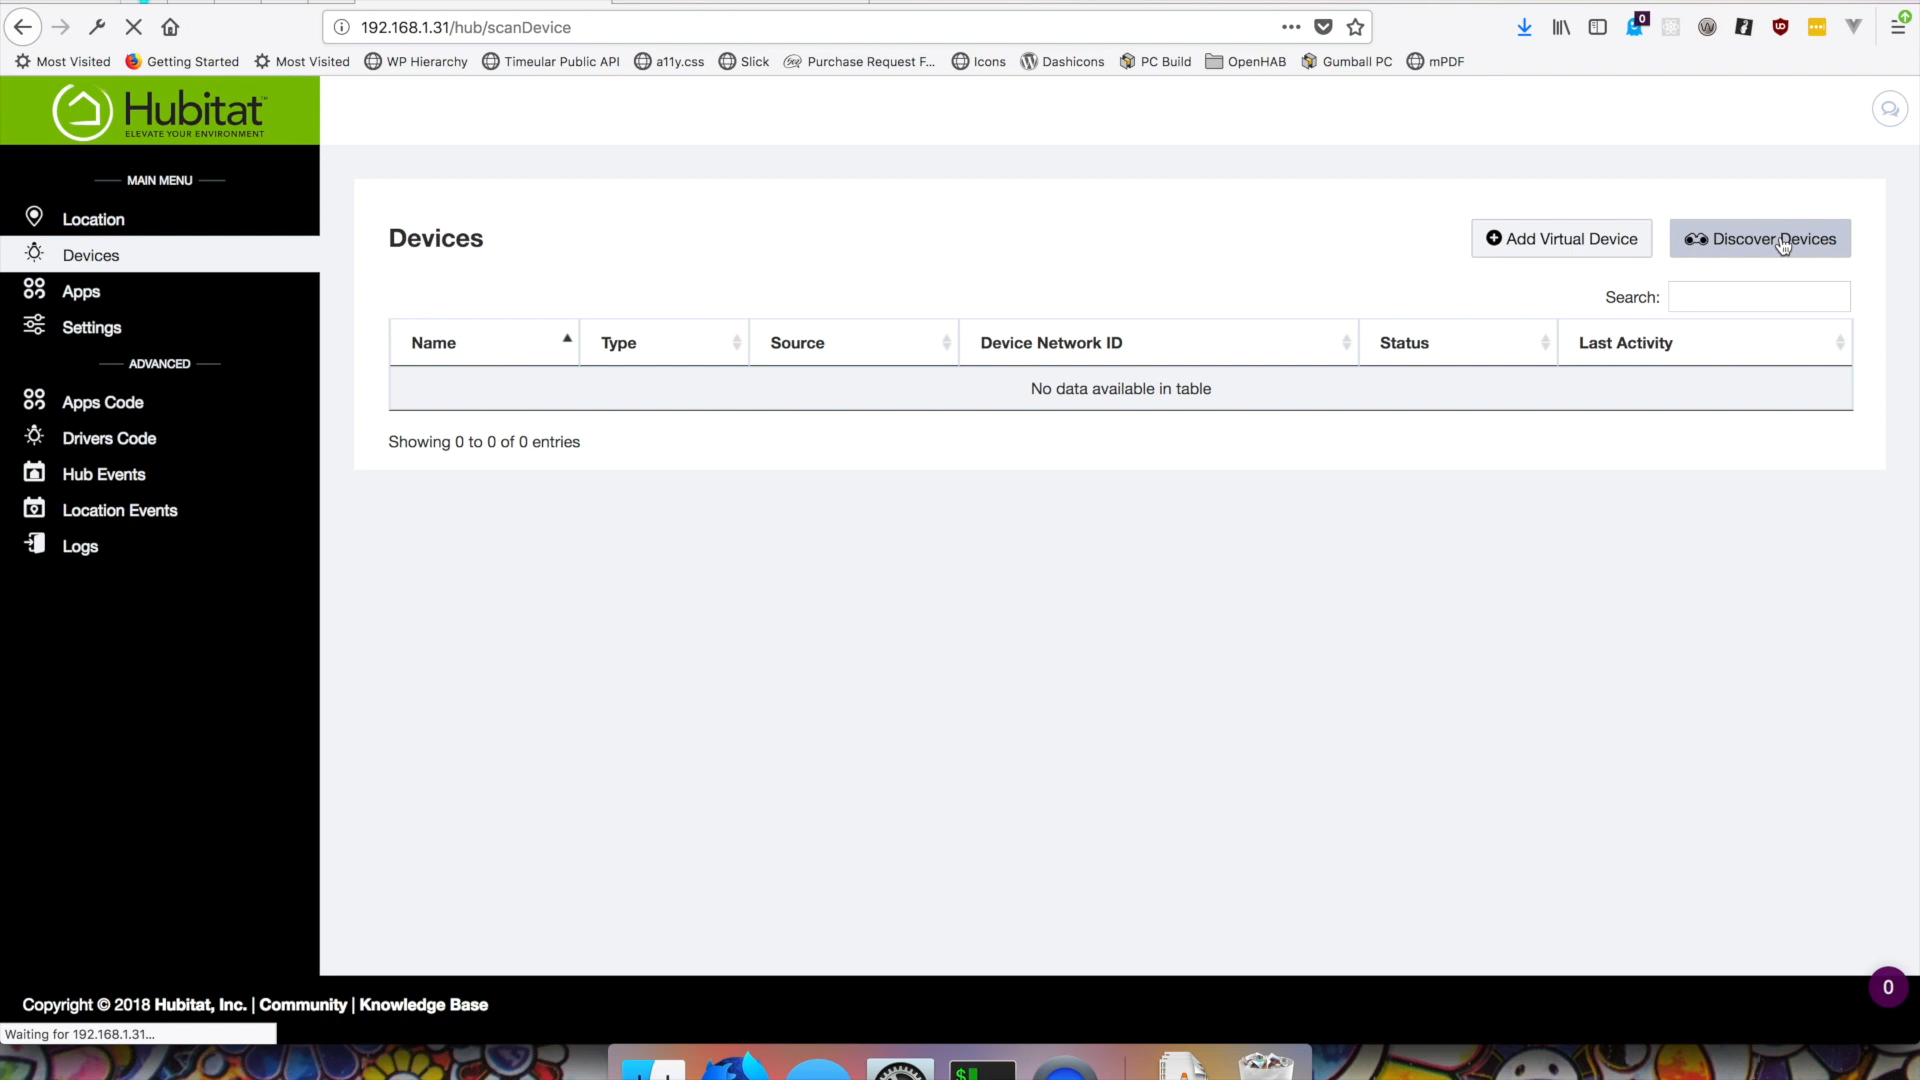 192.168.1.31/hub/scanDevice
0
Most Visited
Getting Started
Most Visited
WP Hierarchy
Timeular Public API
a11y.css
Slick
Purchase Request F...
Icons
Dashicons
PC Build
OpenHAB
Gumball PC
mPDF
Hubitat™
ELEVATE YOUR ENVIRONMENT
MAIN MENU
Location
Devices
Apps
Settings
ADVANCED
Apps Code
Drivers Code
Hub Events
Location Events
Logs
Devices
Add Virtual Device
Discover Devices
Search:
Name Type Source Device Network ID Status Last Activity
No data available in table
Showing 0 to 0 of 0 entries
0
Copyright © 2018 Hubitat, Inc. | Community | Knowledge Base
Waiting for 192.168.1.31...